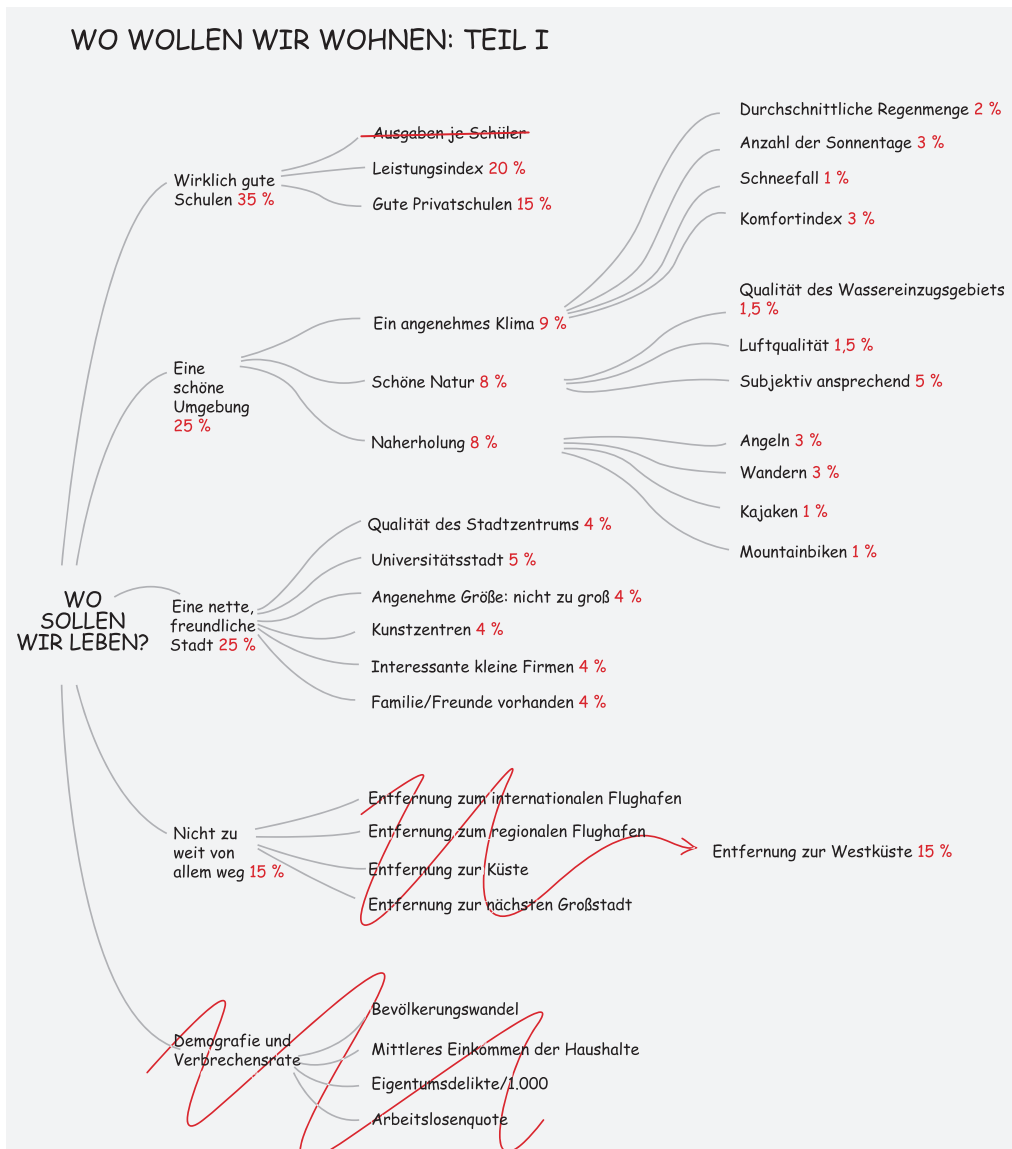 WO WOLLEN WIR WOHNEN: TEIL I
WO
SOLLEN
WIR LEBEN?
Wirklich gute
Schulen 35 %
Ausgaben je Schüler
Leistungsindex 20 %
Gute Privatschulen 15 %
Eine
schöne
Umgebung
25 %
Ein angenehmes Klima 9 %
Durchschnittliche Regenmenge 2 %
Anzahl der Sonnentage 3 %
Schneefall 1 %
Komfortindex 3 %
Schöne Natur 8 %
Qualität des Wassereinzugsgebiets
1,5 %
Luftqualität 1,5 %
Subjektiv ansprechend 5 %
Naherholung 8 %
Angeln 3 %
Wandern 3 %
Kajaken 1 %
Mountainbiken 1 %
Eine nette,
freundliche
Stadt 25 %
Qualität des Stadtzentrums 4 %
Universitätsstadt 5 %
Angenehme Größe: nicht zu groß 4 %
Kunstzentren 4 %
Interessante kleine Firmen 4 %
Familie/Freunde vorhanden 4 %
Nicht zu
weit von
allem weg 15 %
Entfernung zum internationalen Flughafen
Entfernung zum regionalen Flughafen
Entfernung zur Küste
Entfernung zur nächsten Großstadt
Entfernung zur Westküste 15 %
Demografie und
Verbrechensrate
Bevölkerungswandel
Mittleres Einkommen der Haushalte
Eigentumsdelikte/1.000
Arbeitslosenquote